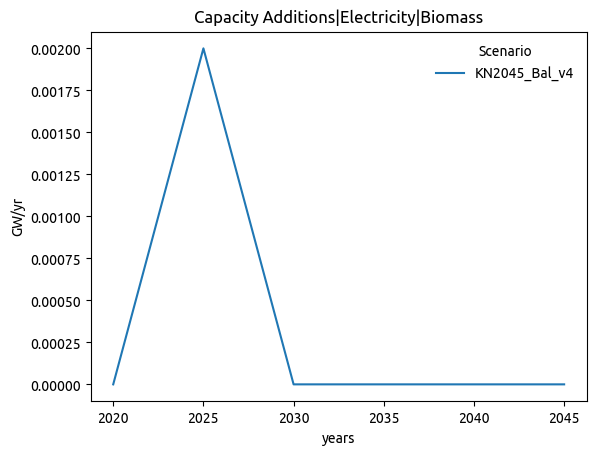 Capacity Additions|Electricity|Biomass
Scenario
KN2045_Bal_v4
GW/yr
0.00200
0.00175
0.00150
0.00125
0.00100
0.00075
0.00050
0.00025
0.00000
2020 2025 2030 2035 2040 2045
years